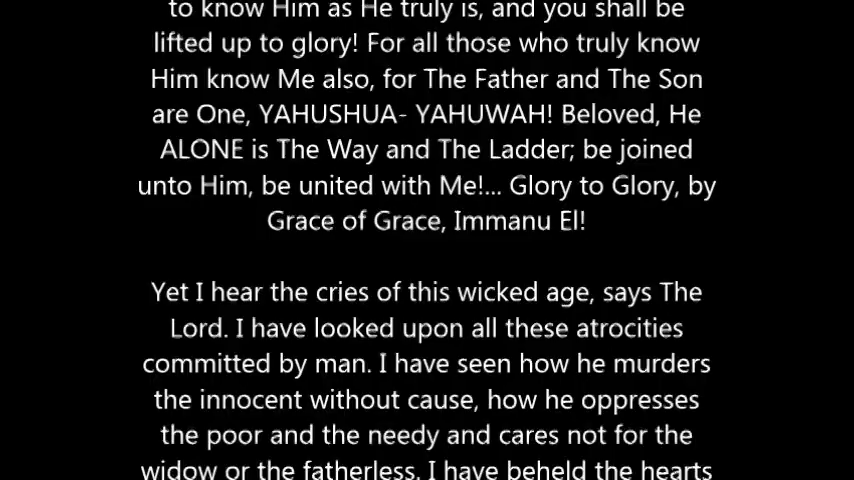 to know Him as He truly is, and you shall be
lifted up to glory! For all those who truly know
Him know Me also, for The Father and The Son
are One, YAHUSHUA- YAHUWAH! Beloved, He
ALONE is The Way and The Ladder; be joined
unto Him, be united with Me!... Glory to Glory, by
Grace of Grace, Immanu El!
Yet I hear the cries of this wicked age, says The
Lord. I have looked upon all these atrocities
committed by man. I have seen how he murders
the innocent without cause, how he oppresses
the poor and the needy and cares not for the
widow or the fatherless. I have beheld the hearts